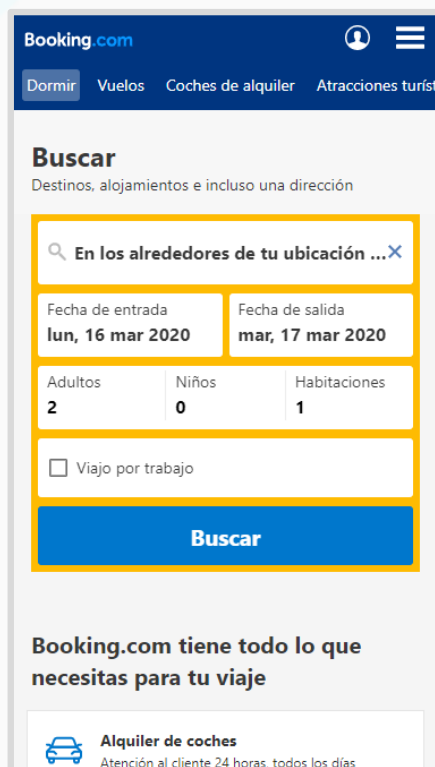 Booking.com
Dormir Vuelos Coches de alquiler Atracciones turíst
Buscar
Destinos, alojamientos e incluso una dirección
En los alrededores de tu ubicación ...
Fecha de entrada Fecha de salida
lun, 16 mar 2020 mar, 17 mar 2020
Adultos Niños Habitaciones
2 0 1
Viajo por trabajo
Buscar
Booking.com tiene todo lo que
necesitas para tu viaje
Alquiler de coches
Atención al cliente 24 horas, todos los días